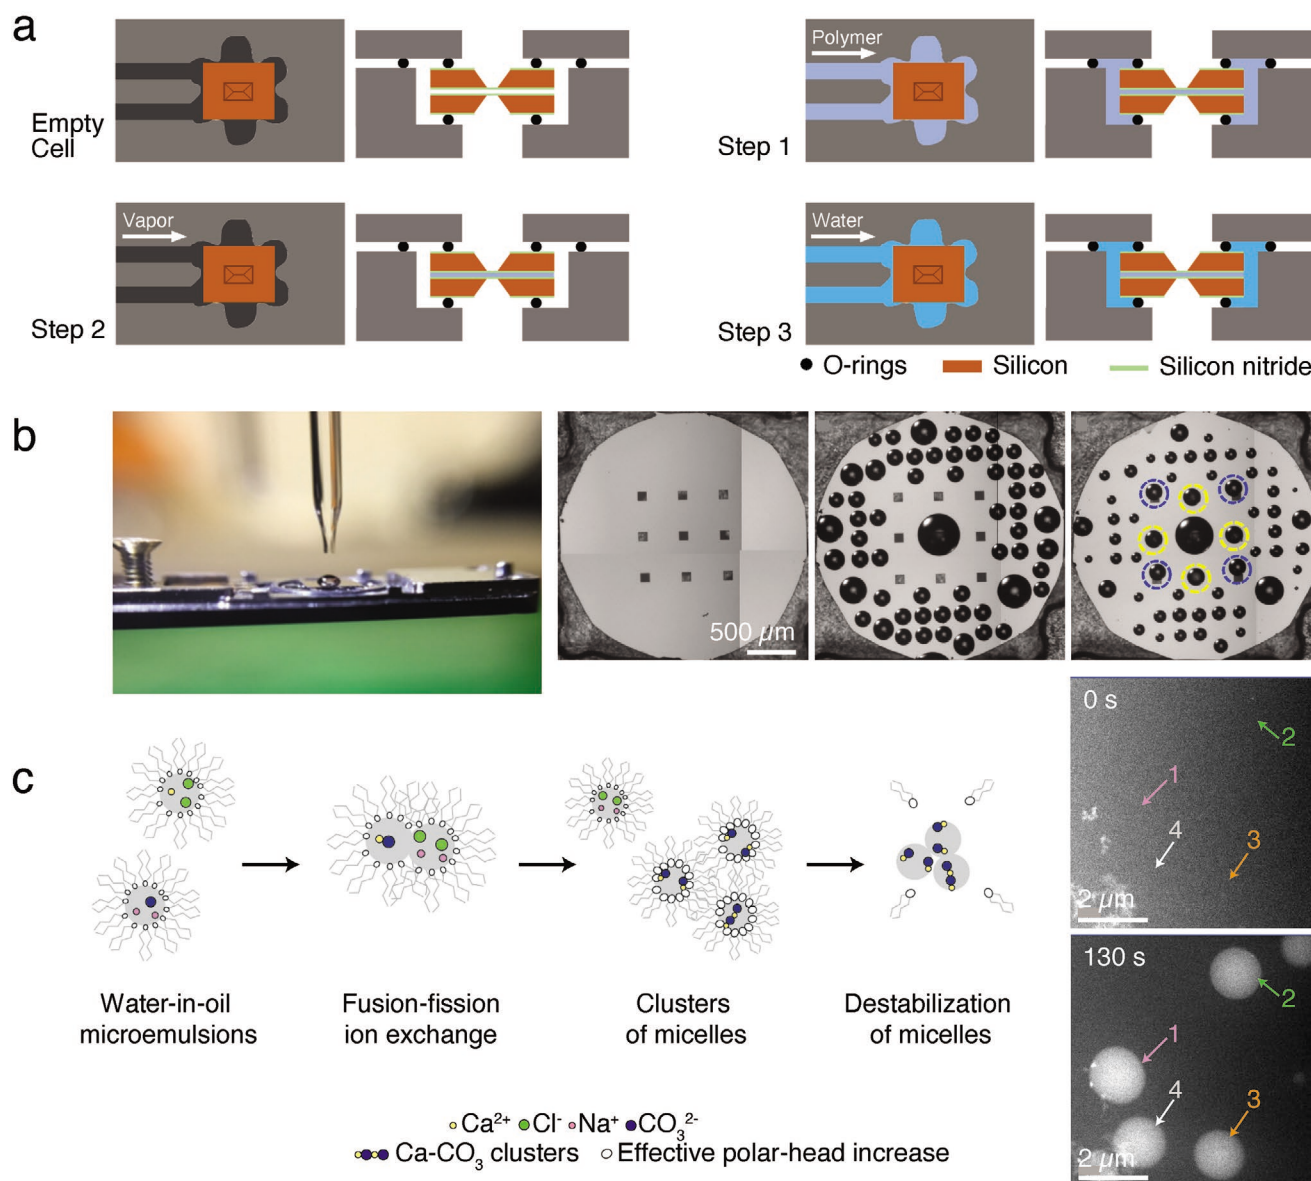 a
Empty
Cell
Polymer
Step 1
Vapor
Step 2
Water
Step 3
O-rings
Silicon
Silicon nitride
b
500 µm
c
Water-in-oil
microemulsions
Fusion-fission
ion exchange
Clusters
of micelles
Destabilization
of micelles
Ca²⁺ Cl⁻ Na⁺ CO₃²⁻
Ca-CO₃ clusters Effective polar-head increase
0 s
2
1
4
3
2 µm
130 s
2
1
4
3
2 µm